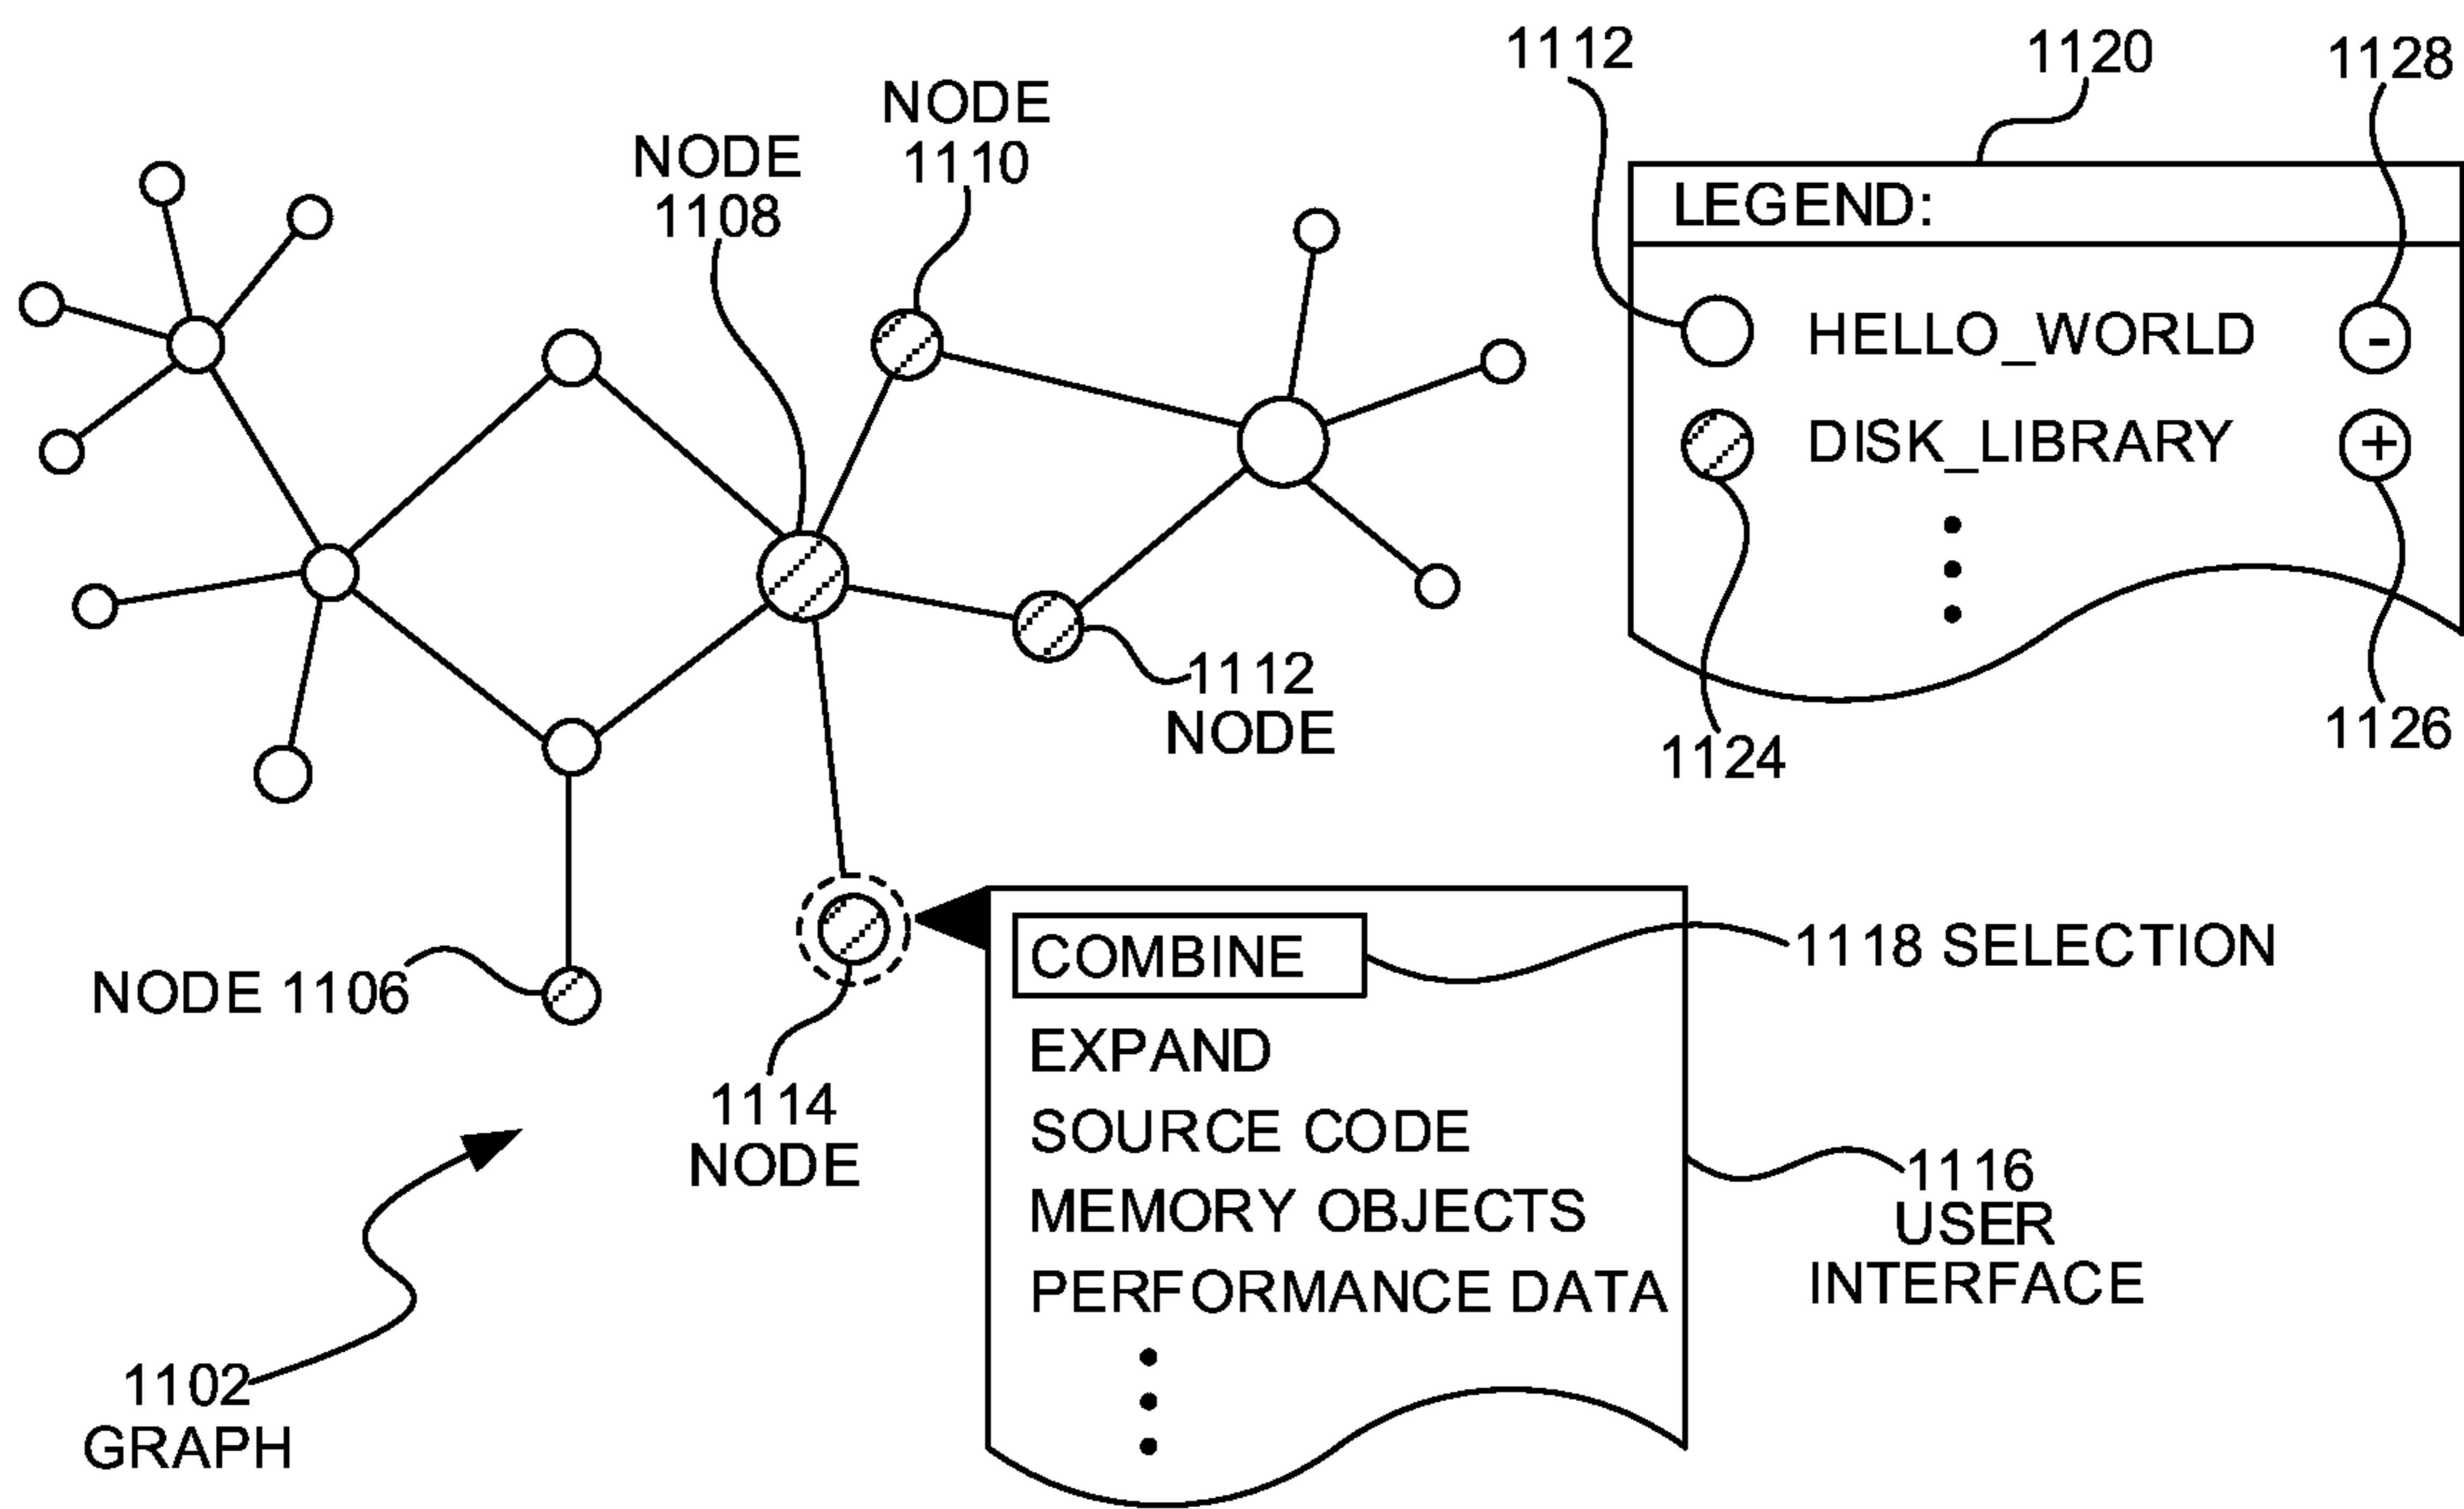 NODE
1110
NODE
1108
1112
NODE
NODE 1106
1114
NODE
1102
GRAPH
COMBINE
EXPAND
SOURCE CODE
MEMORY OBJECTS
PERFORMANCE DATA
1118 SELECTION
1116
USER
INTERFACE
1112
1120
1128
LEGEND:
HELLO_WORLD -
DISK_LIBRARY +
1124
1126